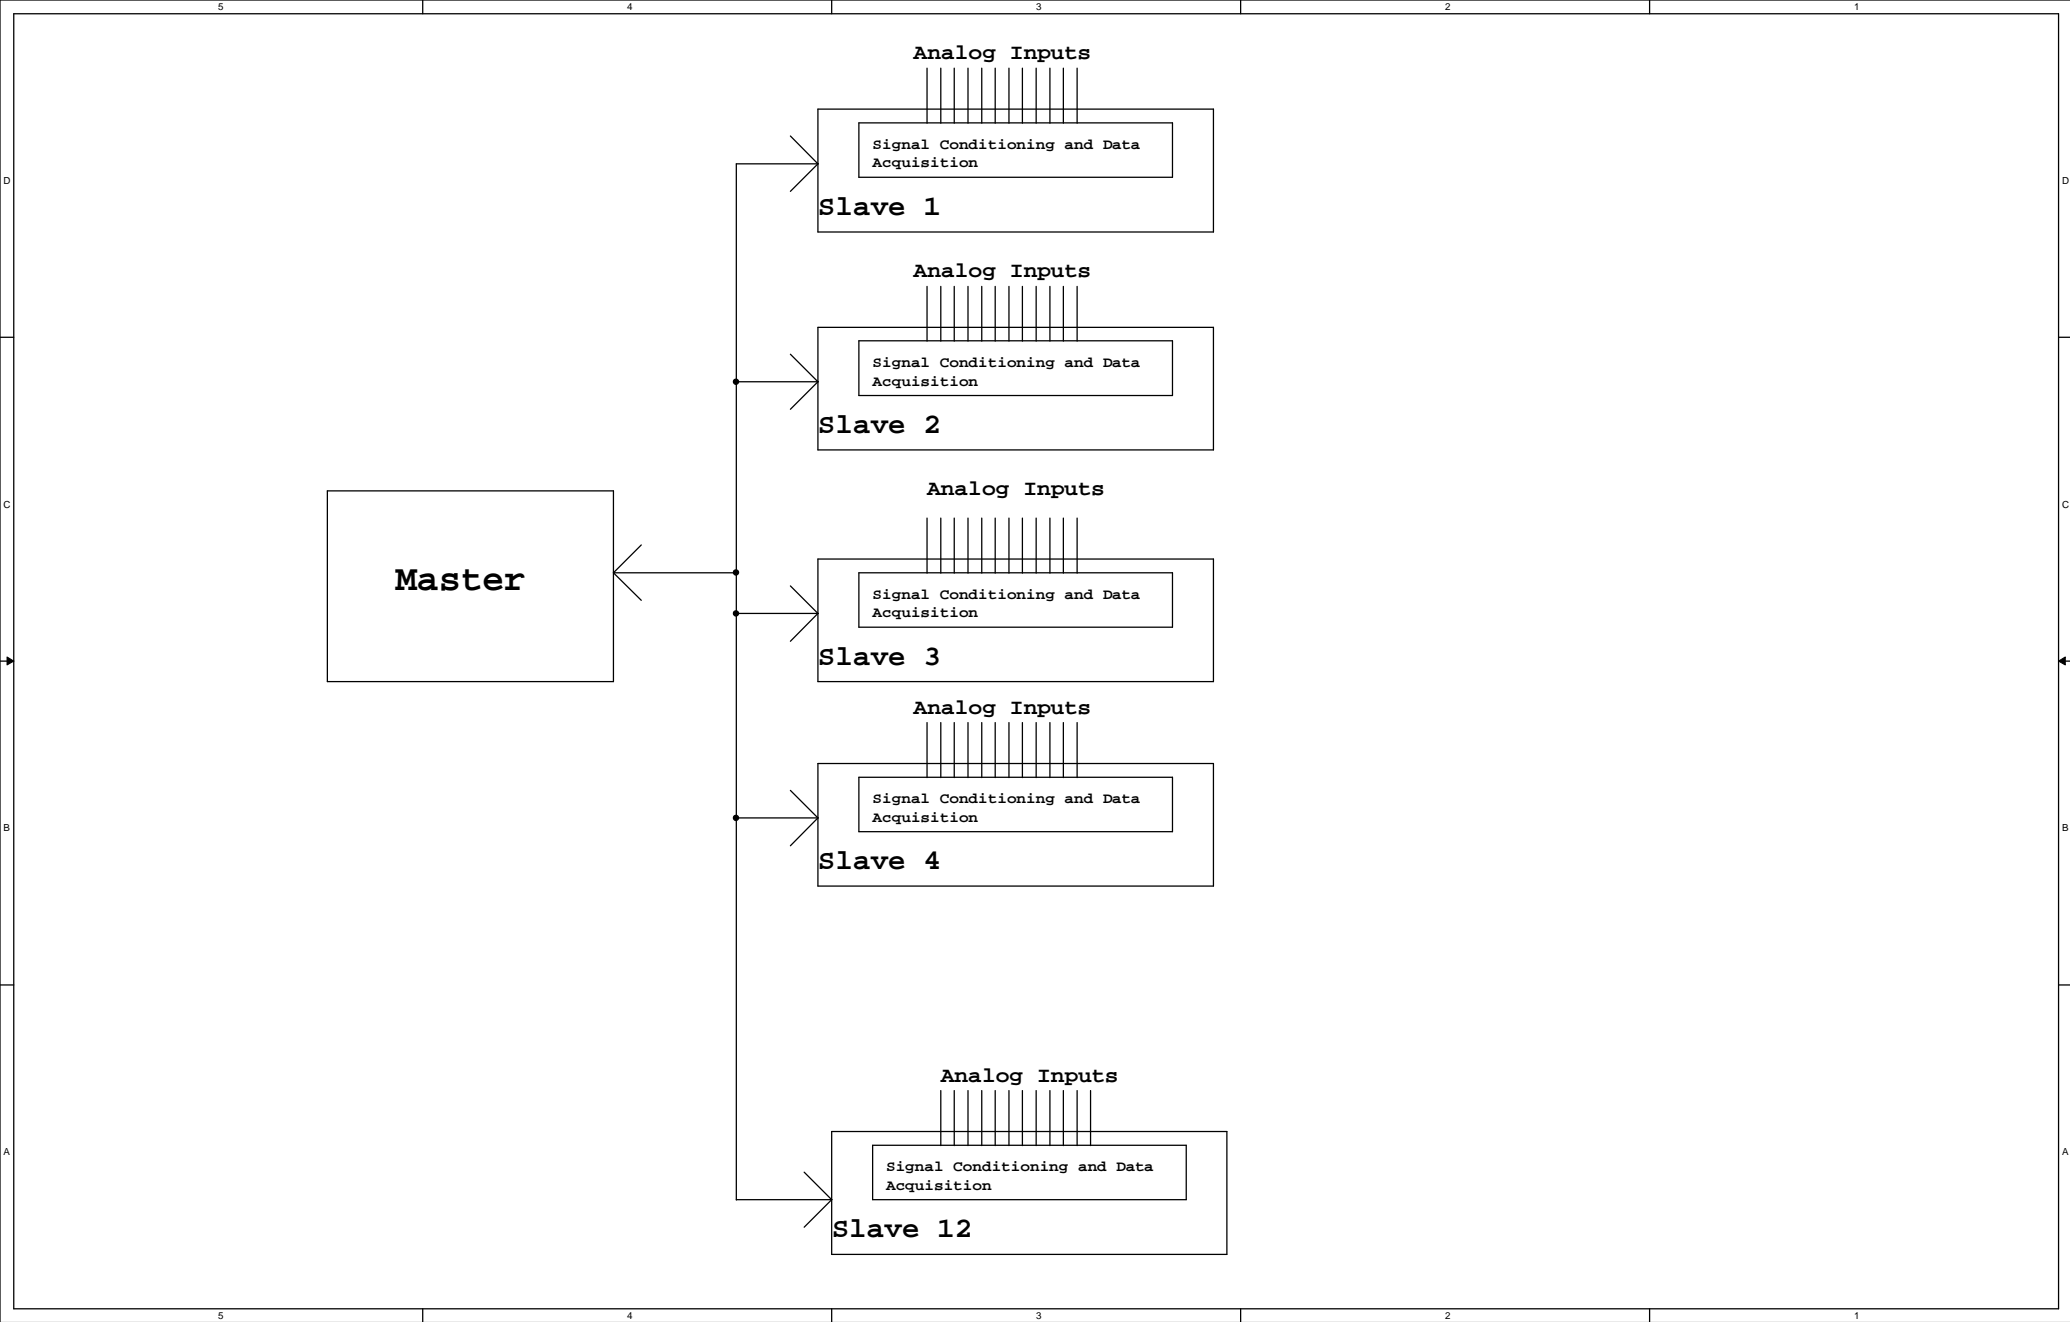 5 4 3 2 1
Analog Inputs
Signal Conditioning and Data
Acquisition
D D
Slave 1
Analog Inputs
Signal Conditioning and Data
Acquisition
Slave 2
Analog Inputs
C C
Master
Signal Conditioning and Data
Acquisition
Slave 3
Analog Inputs
Signal Conditioning and Data
Acquisition
B B
Slave 4
Analog Inputs
A A
Signal Conditioning and Data
Acquisition
Slave 12
5 4 3 2 1